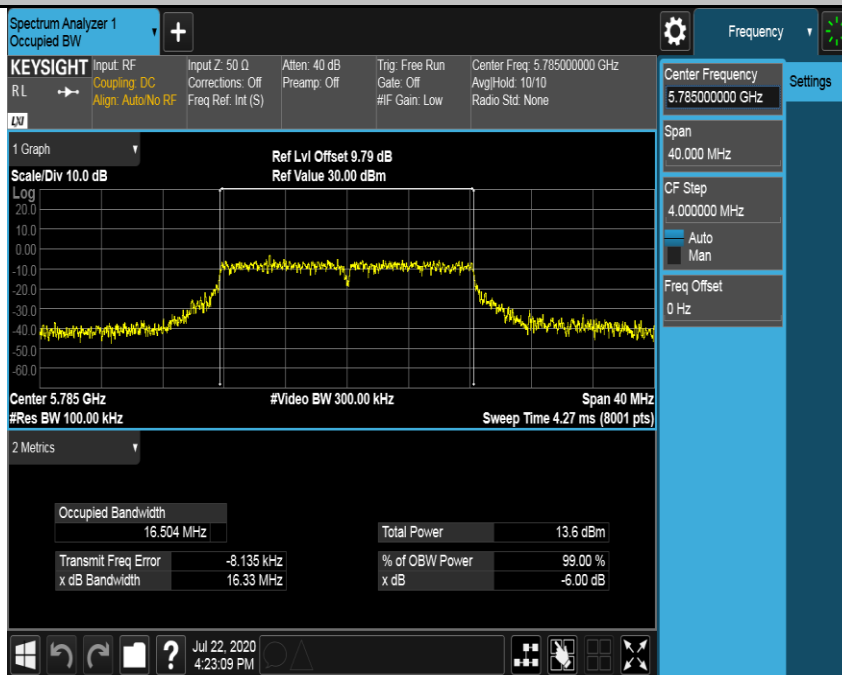 Spectrum Analyzer 1
Occupied BW
+
Frequency
KEYSIGHT
RL
LXI
Input: RF
Coupling: DC
Align: Auto/No RF
Input Z: 50 Ω
Corrections: Off
Freq Ref: Int (S)
Atten: 40 dB
Preamp: Off
Trig: Free Run
Gate: Off
#IF Gain: Low
Center Freq: 5.785000000 GHz
Avg|Hold: 10/10
Radio Std: None
Center Frequency
5.785000000 GHz
Settings
Span
40.000 MHz
CF Step
4.000000 MHz
Auto
Man
Freq Offset
0 Hz
1 Graph
Scale/Div 10.0 dB
Ref Lvl Offset 9.79 dB
Ref Value 30.00 dBm
Log
20.0
10.0
0.00
-10.0
-20.0
-30.0
-40.0
-50.0
-60.0
Center 5.785 GHz
#Video BW 300.00 kHz
Span 40 MHz
#Res BW 100.00 kHz
Sweep Time 4.27 ms (8001 pts)
2 Metrics
Occupied Bandwidth
16.504 MHz
Total Power 13.6 dBm
Transmit Freq Error -8.135 kHz
% of OBW Power 99.00 %
x dB Bandwidth 16.33 MHz
x dB -6.00 dB
?
Jul 22, 2020
4:23:09 PM